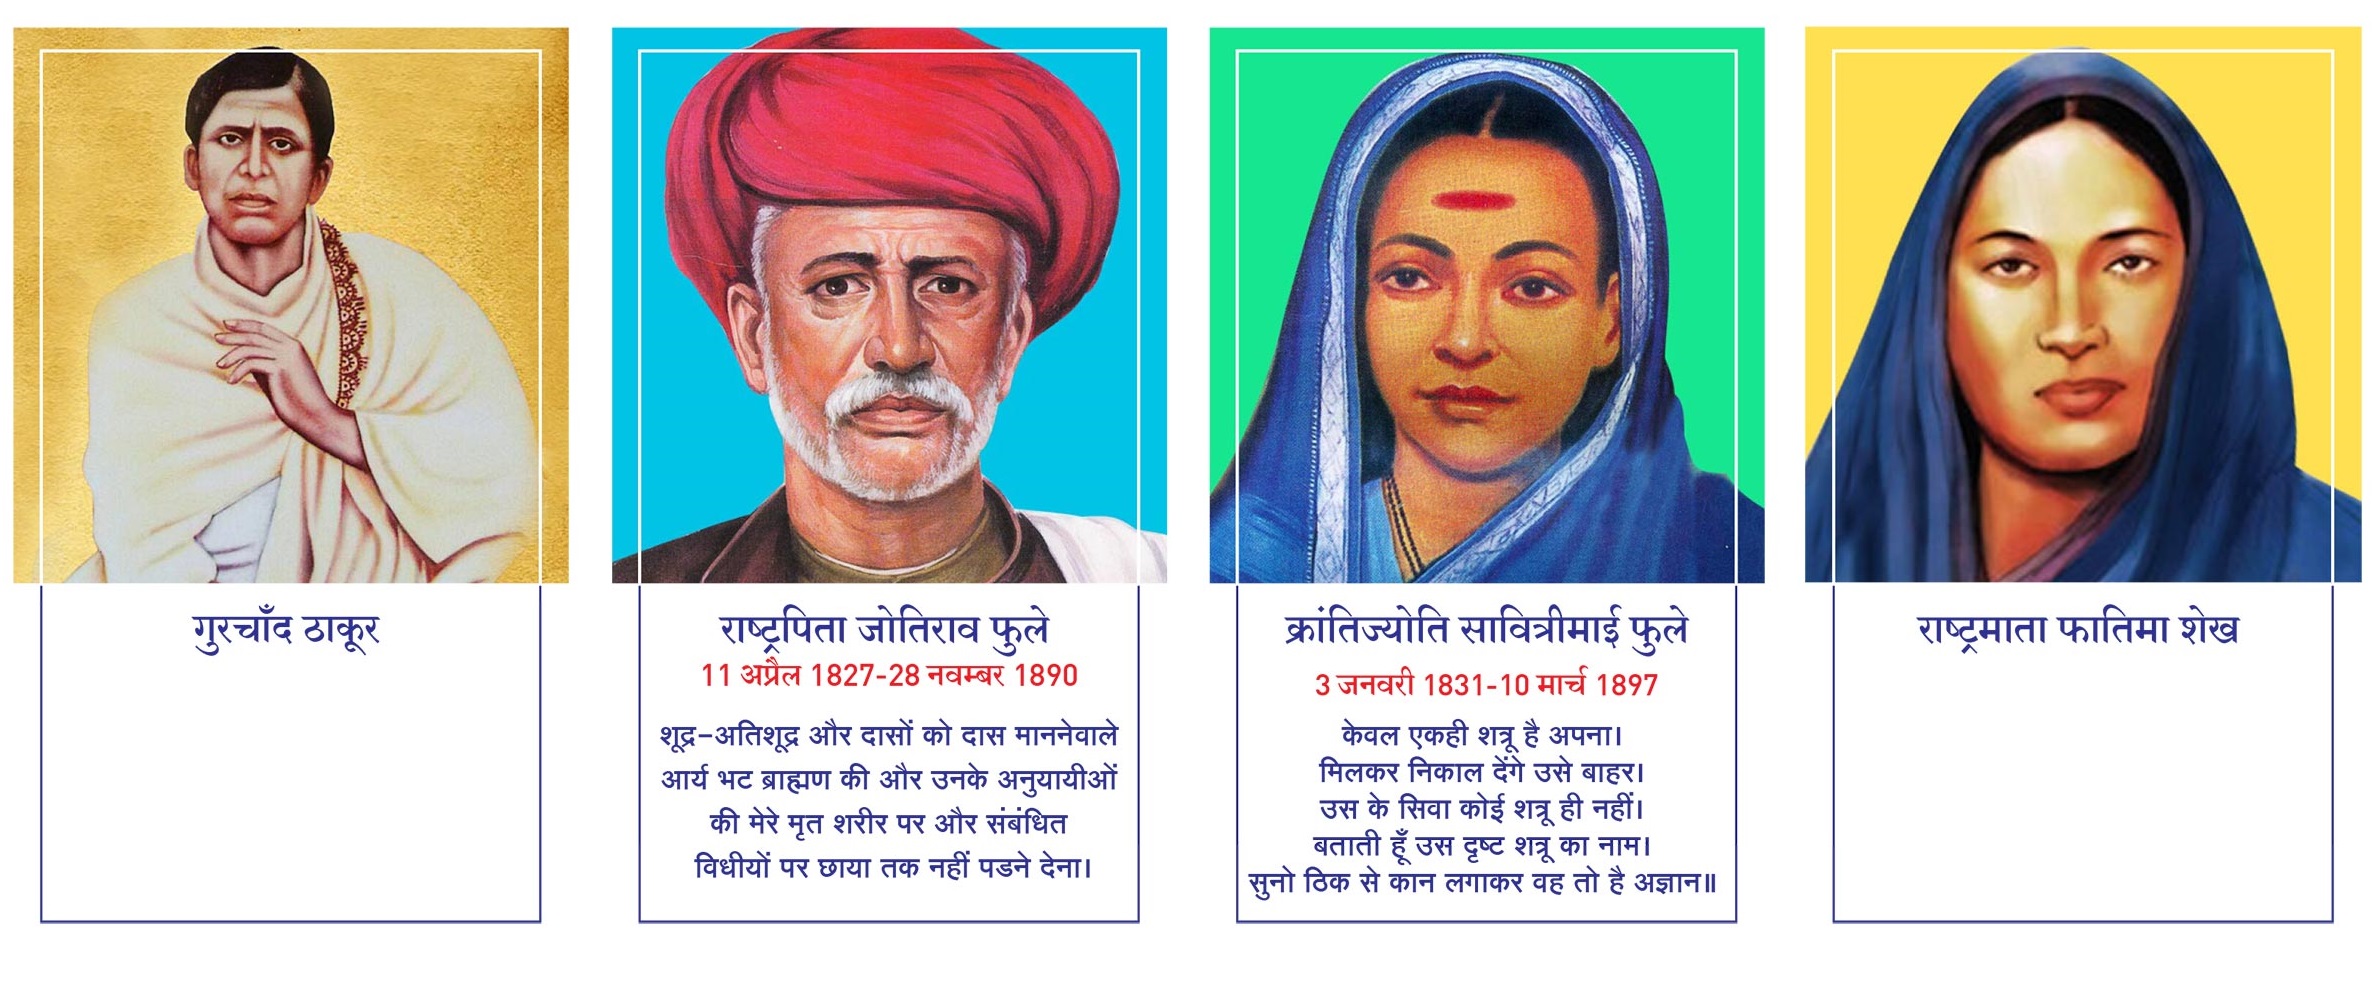 गुरचाँद ठाकूर
राष्ट्रपिता जोतिराव फुले
11 अप्रैल 1827-28 नवम्बर 1890
शूद्र-अतिशूद्र और दासों को दास माननेवाले
आर्य भट ब्राह्मण की और उनके अनुयायीओं
की मेरे मृत शरीर पर और संबंधित
विधीयों पर छाया तक नहीं पडने देना।
क्रांतिज्योति सावित्रीमाई फुले
3 जनवरी 1831-10 मार्च 1897
केवल एकही शत्रू है अपना।
मिलकर निकाल देंगे उसे बाहर।
उस के सिवा कोई शत्रू ही नहीं।
बताती हूँ उस दृष्ट शत्रू का नाम।
सुनो ठिक से कान लगाकर वह तो है अज्ञान॥
राष्ट्रमाता फातिमा शेख